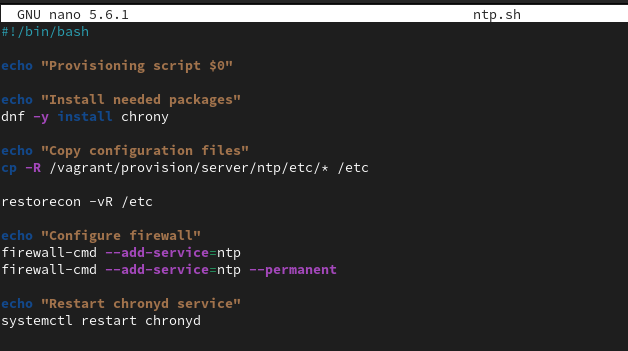 GNU nano 5.6.1 ntp.sh
#!/bin/bash
echo "Provisioning script $0"
echo "Install needed packages"
dnf -y install chrony
echo "Copy configuration files"
cp -R /vagrant/provision/server/ntp/etc/* /etc
restorecon -vR /etc
echo "Configure firewall"
firewall-cmd --add-service=ntp
firewall-cmd --add-service=ntp --permanent
echo "Restart chronyd service"
systemctl restart chronyd